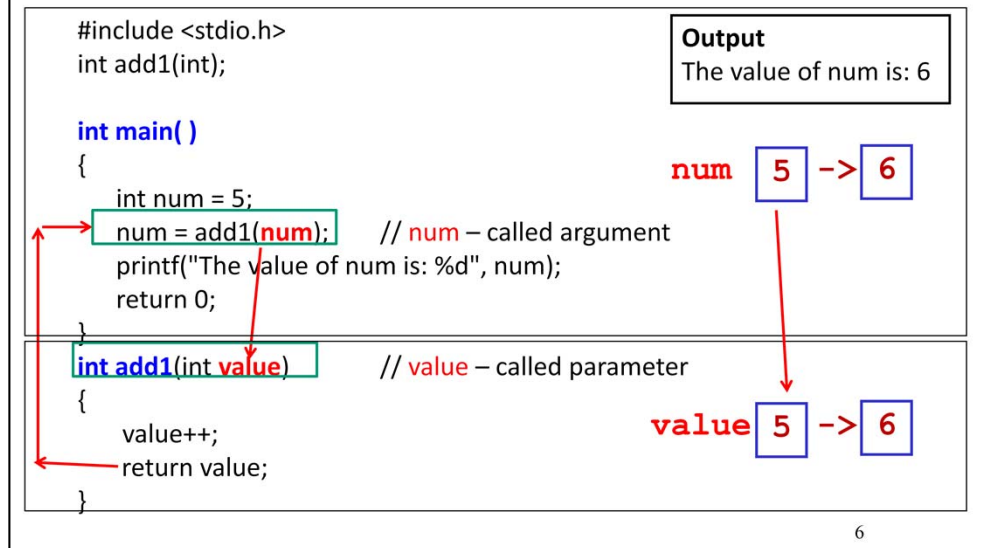 #include <stdio.h>
int add1(int);
Output
The value of num is: 6
int main( )
{
int num = 5;
num = add1(num); // num – called argument
printf("The value of num is: %d", num);
return 0;
}
num 5 -> 6
int add1(int value) // value – called parameter
{
value++;
return value;
}
value 5 -> 6
6